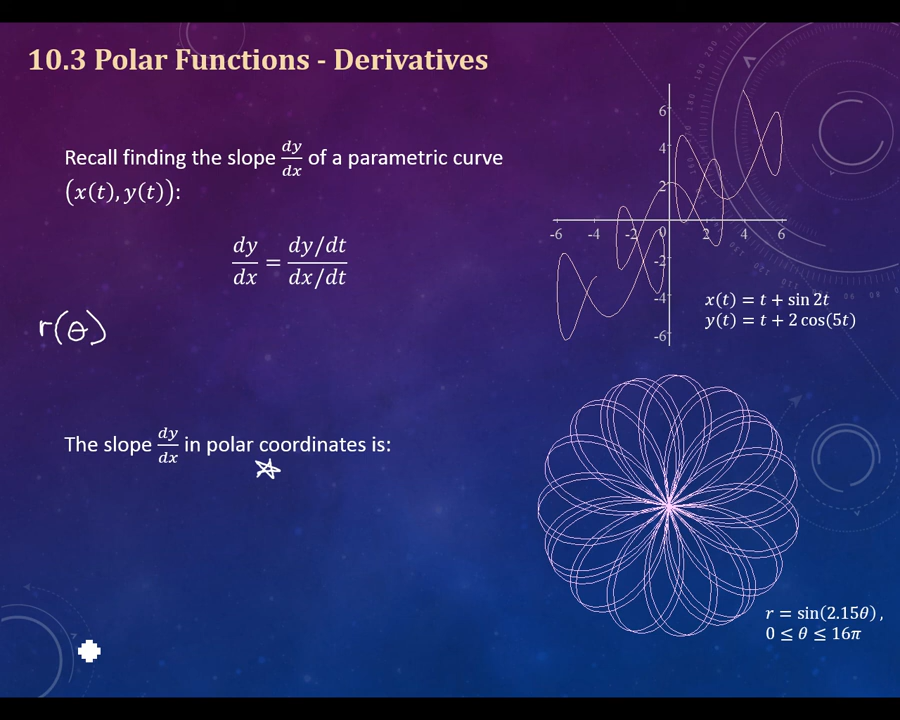 10.3 Polar Functions - Derivatives
Recall finding the slope dy/dx of a parametric curve
(x(t), y(t)):
dy/dx = (dy/dt)/(dx/dt)
r(θ)
The slope dy/dx in polar coordinates is:
6
4
2
-6 -4 -2 0 2 4 6
-2
-4
-6
x(t) = t + sin 2t
y(t) = t + 2 cos(5t)
r = sin(2.15θ) ,
0 ≤ θ ≤ 16π